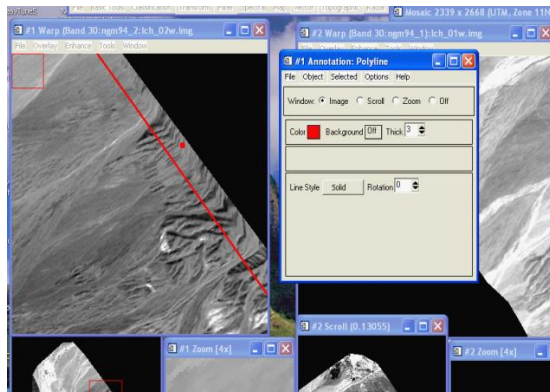 Mosaic 2339 x 2668 (UTM, Zone 11N
#1 Warp (Band 30:ngm94_2:lch_02w.img
File Overlay Enhance Tools Window
#2 Warp (Band 30:ngm94_1):lch_01w.img
#1 Annotation: Polyline
File Object Selected Options Help
Window: Image Scroll Zoom Off
Color Background Off Thick 3
Line Style Solid Rotation 0
#2 Scroll (0.13055)
#1 Zoom [4x]
#2 Zoom [4x]